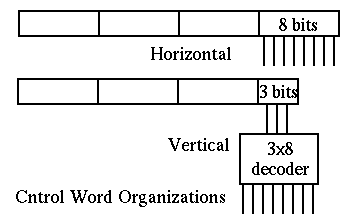 8 bits
Horizontal
3 bits
Vertical
3x8
decoder
Cntrol Word Organizations